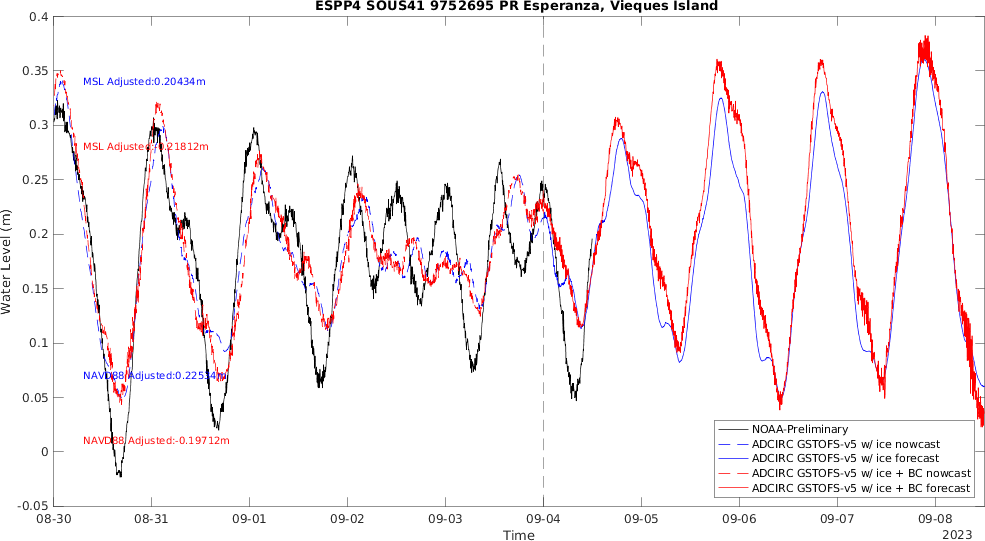 ESPP4 SOUS41 9752695 PR Esperanza, Vieques Island
0.4
0.35
0.3
0.25
0.2
0.15
0.1
0.05
0
-0.05
Water Level (m)
MSL Adjusted:0.20434m
MSL Adjusted:-0.21812m
NAVD88 Adjusted:0.22534m
NAVD88 Adjusted:-0.19712m
NOAA-Preliminary
ADCIRC GSTOFS-v5 w/ ice nowcast
ADCIRC GSTOFS-v5 w/ ice forecast
ADCIRC GSTOFS-v5 w/ ice + BC nowcast
ADCIRC GSTOFS-v5 w/ ice + BC forecast
08-30 08-31 09-01 09-02 09-03 09-04 09-05 09-06 09-07 09-08
Time
2023